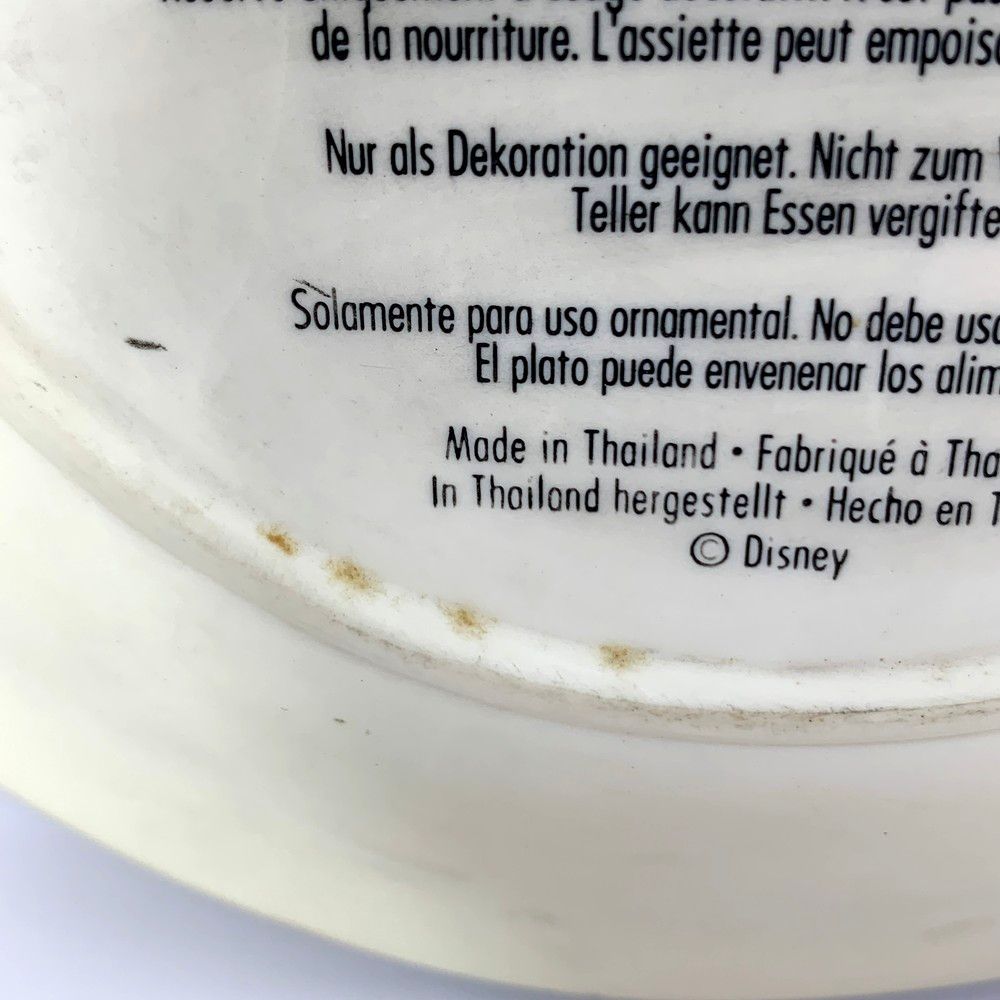 de la nourriture. L'assiette peut
Nur als Dekoration geeignet. Nicht zum
Teller kann Essen
Solamente para uso ornamental. No debe
El plato puede envenenar los
Made in Thailand • Fabriqué à
In Thailand hergestellt • Hecho en
© Disney